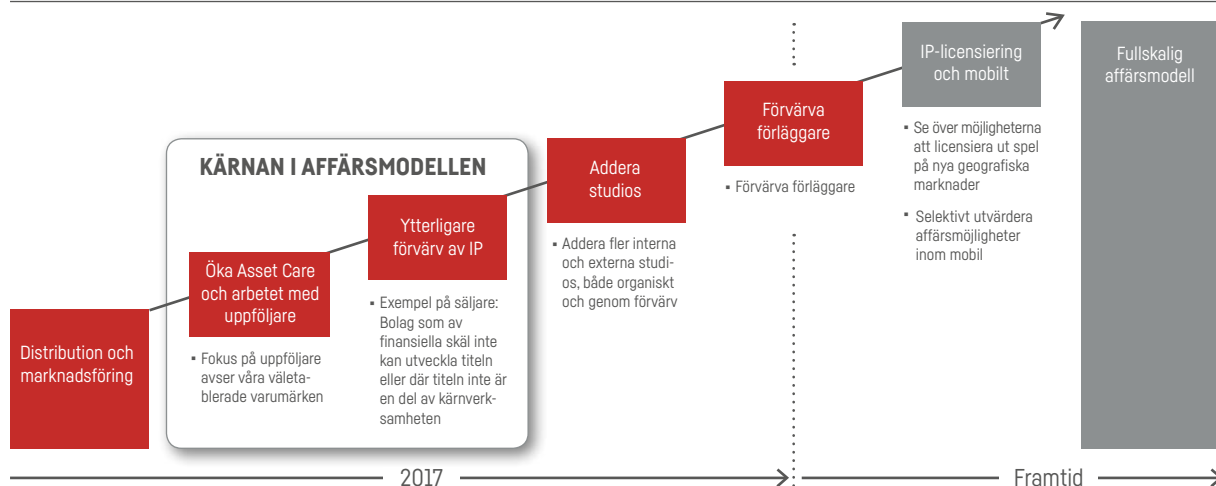 Distribution och
marknadsföring
KÄRNAN I AFFÄRSMODELLEN
Öka Asset Care
och arbetet med
uppföljare
▪ Fokus på uppföljare
avser våra väleta-
blerade varumärken
Ytterligare
förvärv av IP
▪ Exempel på säljare:
Bolag som av
finansiella skäl inte
kan utveckla titeln
eller där titeln inte är
en del av kärnverk-
samheten
Addera
studios
▪ Addera fler interna
och externa studi-
os, både organiskt
och genom förvärv
Förvärva
förläggare
▪ Förvärva förläggare
IP-licensiering
och mobilt
▪ Se över möjligheterna
att licensiera ut spel
på nya geografiska
marknader
▪ Selektivt utvärdera
affärsmöjligheter
inom mobil
Fullskalig
affärsmodell
2017
Framtid